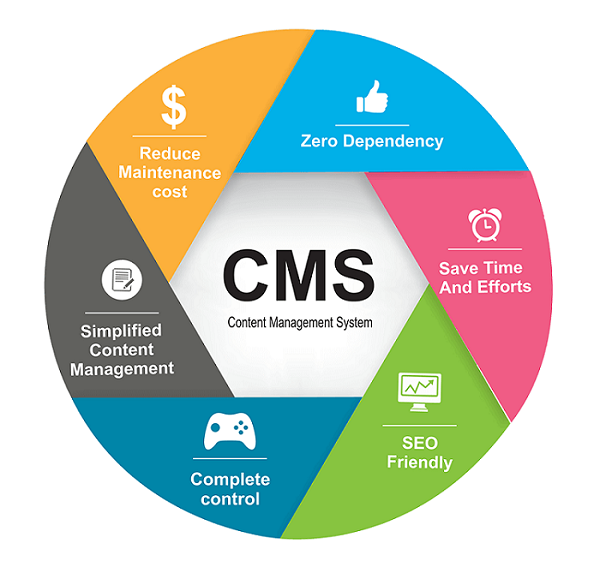 $
Reduce
Maintenance
cost
Zero Dependency
Save Time
And Efforts
SEO
Friendly
Complete
control
Simplified
Content
Management
CMS
Content Management System